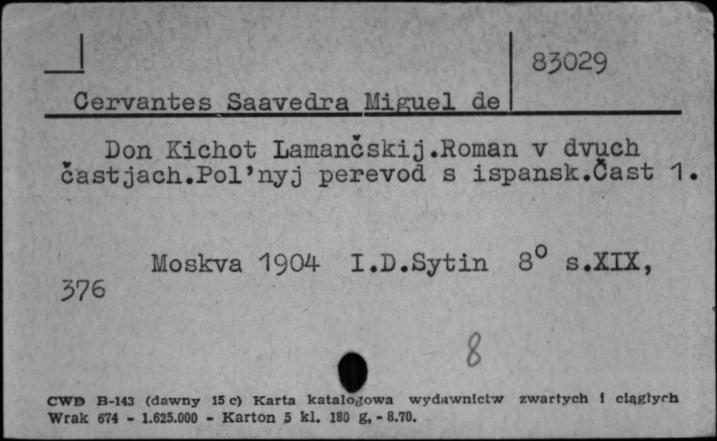 83029
Cervantes Saavedra Miguel de
Don Kichot Lamančskij.Roman v dvuch
častjach.Pol'nyj perevod s ispansk.Čast 1.
Moskva 1904 I.D.Sytin 8° s.XIX,
376
8
CWD B-143 (dawny 15 c) Karta katalogowa wydawnictw zwartych i ciągłych
Wrak 674 - 1.625.000 - Karton 5 kl. 180 g, - 8.70.